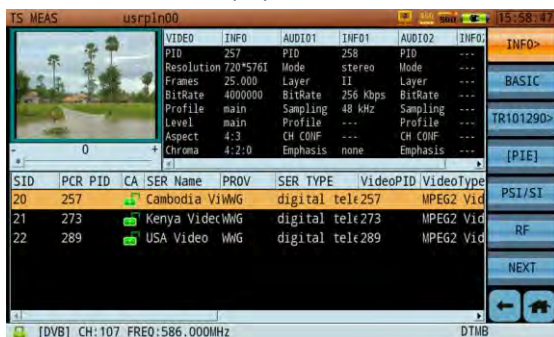 TS MEAS usrpln00 15:58:47
VIDEO INFO AUDIO1 INFO1 AUDIO2 INFO2
PID 257 PID 258 PID ---
Resolution 720*576I Mode stereo Mode ---
Frames 25.000 Layer II Layer ---
BitRate 4000000 BitRate 256 Kbps BitRate ---
Profile main Sampling 48 kHz Sampling ---
Level main Profile --- Profile ---
Aspect 4:3 CH CONF --- CH CONF ---
Chroma 4:2:0 Emphasis none Emphasis ---
- 0 +
SID PCR PID CA SER Name PROV SER TYPE VideoPID VideoType
20 257 Cambodia Vi WWG digital tele 257 MPEG2 Vid
21 273 Kenya Videc WWG digital tele 273 MPEG2 Vid
22 289 USA Video WWG digital tele 289 MPEG2 Vid
INFO>
BASIC
TR101290>
[PIE]
PSI/SI
RF
NEXT
[DVB] CH:107 FREQ:586.000MHz DTMB